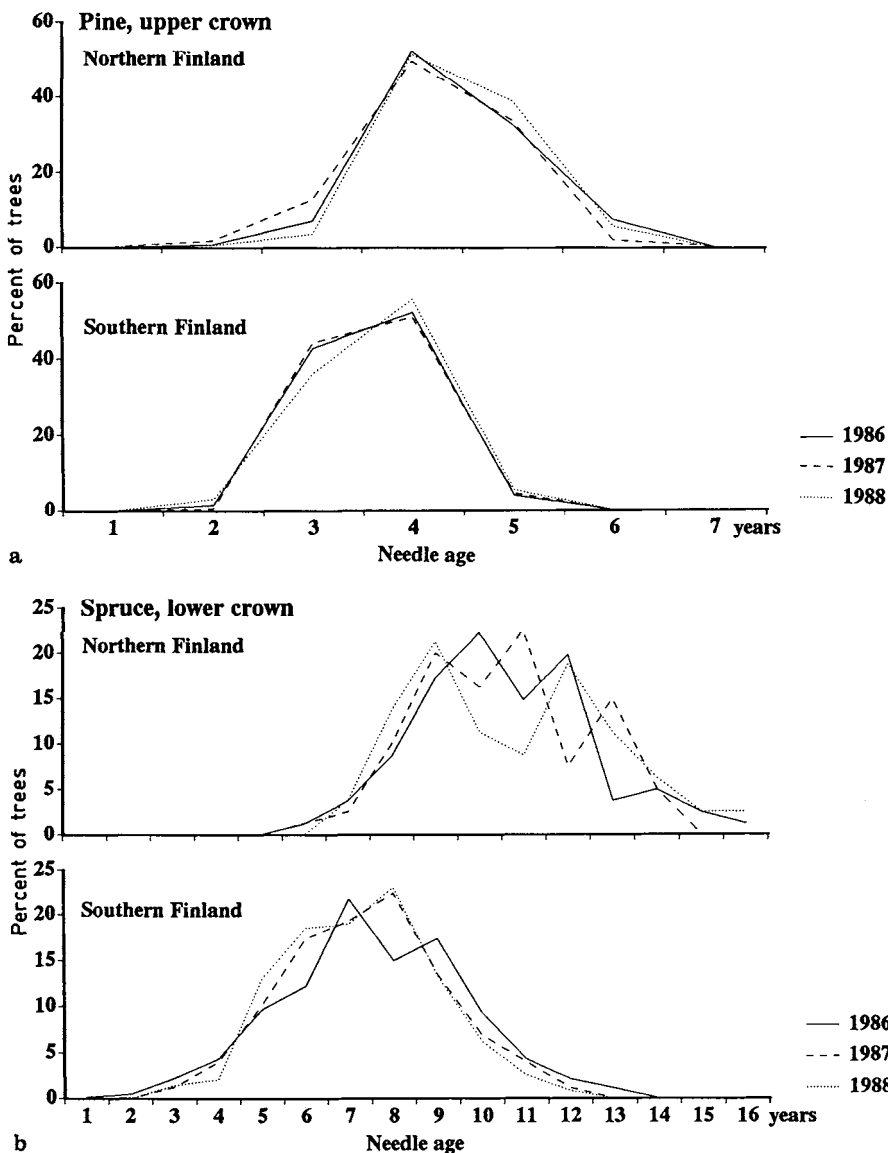 Pine, upper crown
Northern Finland
60
40
20
0
Percent of trees
Southern Finland
60
40
20
0
1 2 3 4 5 6 7 years
Needle age
1986
1987
1988
a
Spruce, lower crown
Northern Finland
25
20
15
10
5
0
Percent of trees
Southern Finland
25
20
15
10
5
0
1 2 3 4 5 6 7 8 9 10 11 12 13 14 15 16 years
Needle age
1986
1987
1988
b